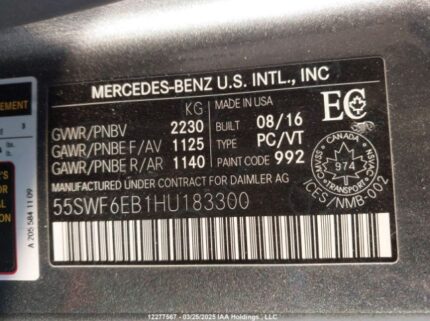 MERCEDES-BENZ U.S. INTL., INC
KG MADE IN USA
GVWR/PNBV 2230 BUILT 08/16
GAWR/PNBE F/AV 1125 TYPE PC/VT
GAWR/PNBE R/AR 1140 PAINT CODE 992
MANUFACTURED UNDER CONTRACT FOR DAIMLER AG
55SWF6EB1HU183300
EC
CANADA
974
TRANSPORT
ICES/NMB-002
EMENT
A 205 584 11 09
12277567 - 03/25/2025 IAA Holdings, LLC